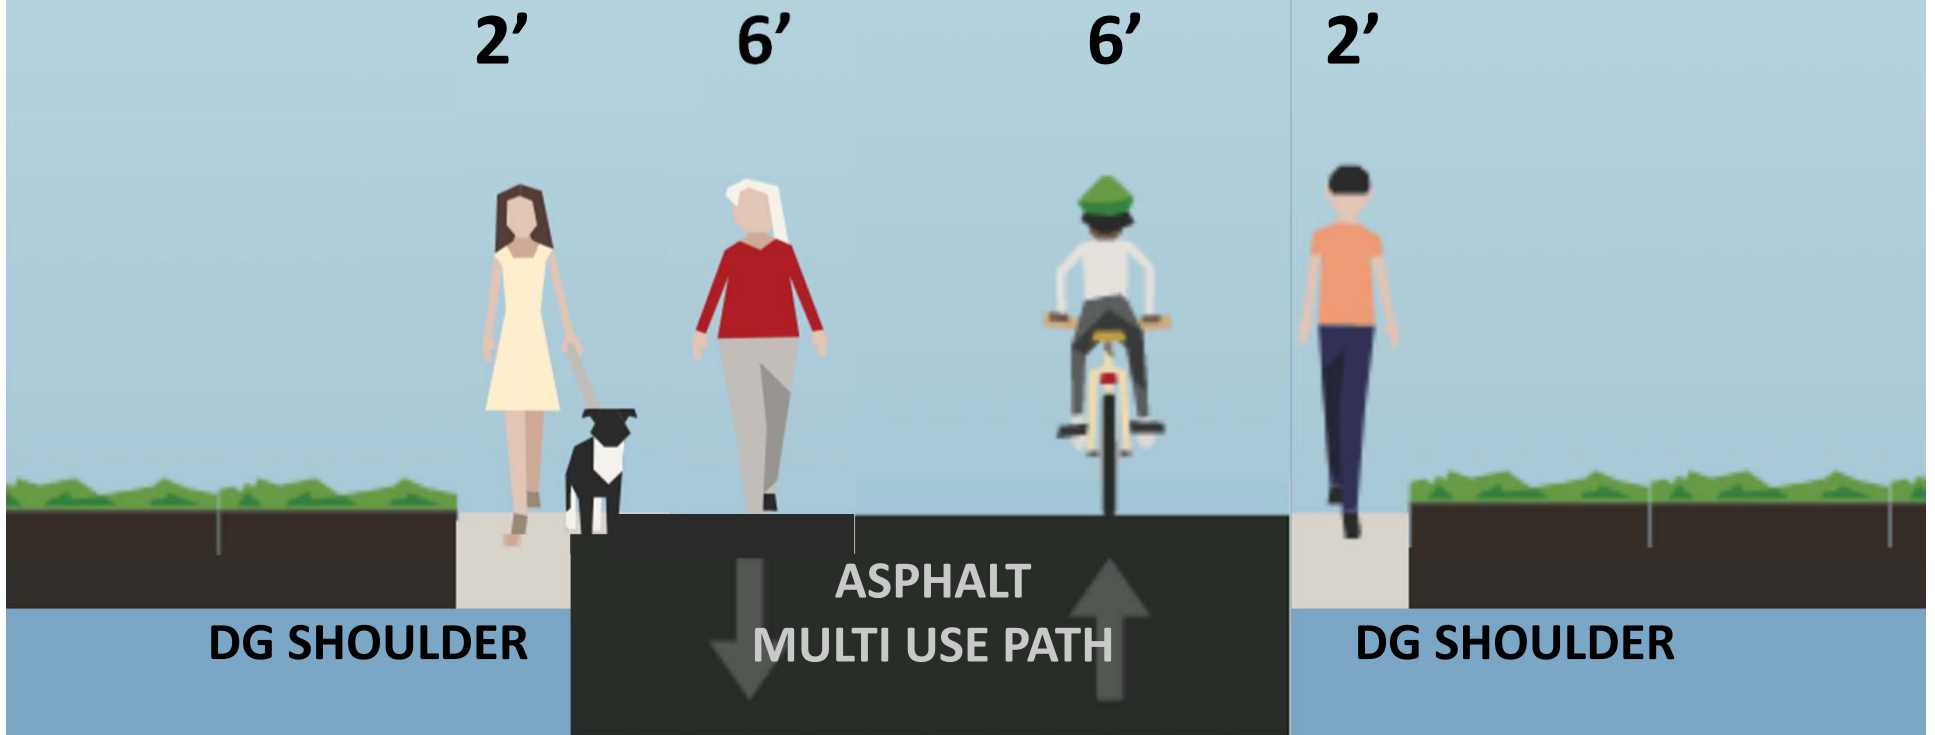 2’ 6’ 6’ 2’
ASPHALT
MULTI USE PATH
DG SHOULDER
DG SHOULDER